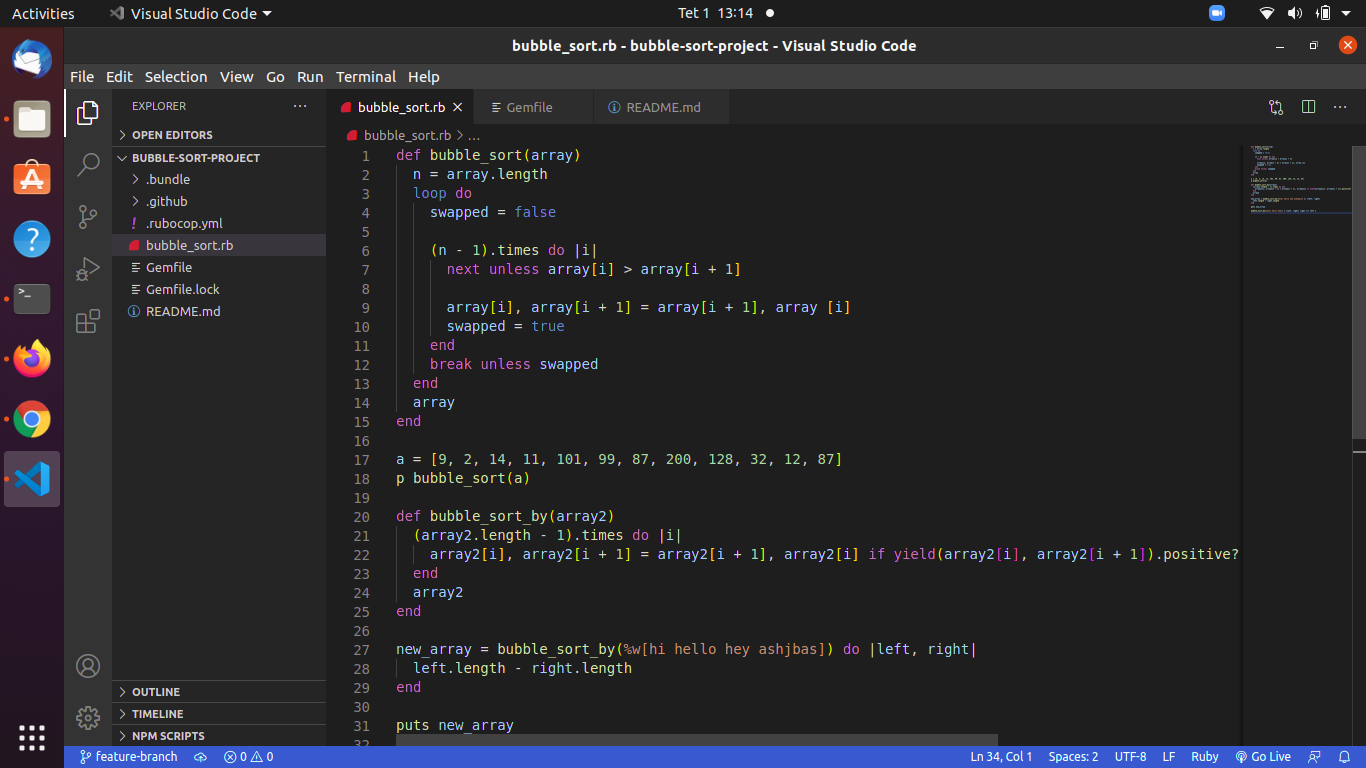 Activities
Visual Studio Code
Tet 1 13:14
bubble_sort.rb - bubble-sort-project - Visual Studio Code
File Edit Selection View Go Run Terminal Help
EXPLORER
OPEN EDITORS
BUBBLE-SORT-PROJECT
.bundle
.github
.rubocop.yml
bubble_sort.rb
Gemfile
Gemfile.lock
README.md
OUTLINE
TIMELINE
NPM SCRIPTS
bubble_sort.rb Gemfile README.md
bubble_sort.rb > ...
1 def bubble_sort(array)
2 n = array.length
3 loop do
4 swapped = false
5
6 (n - 1).times do |i|
7 next unless array[i] > array[i + 1]
8
9 array[i], array[i + 1] = array[i + 1], array [i]
10 swapped = true
11 end
12 break unless swapped
13 end
14 array
15 end
16
17 a = [9, 2, 14, 11, 101, 99, 87, 200, 128, 32, 12, 87]
18 p bubble_sort(a)
19
20 def bubble_sort_by(array2)
21 (array2.length - 1).times do |i|
22 array2[i], array2[i + 1] = array2[i + 1], array2[i] if yield(array2[i], array2[i + 1]).positive?
23 end
24 array2
25 end
26
27 new_array = bubble_sort_by(%w[hi hello hey ashjbas]) do |left, right|
28 left.length - right.length
29 end
30
31 puts new_array
32
feature-branch
0 0
Ln 34, Col 1 Spaces: 2 UTF-8 LF Ruby Go Live